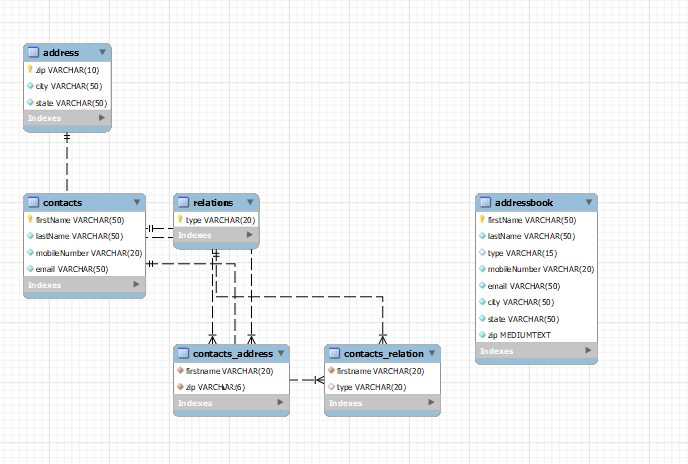 address
zip VARCHAR(10)
city VARCHAR(50)
state VARCHAR(50)
Indexes
contacts
firstName VARCHAR(50)
lastName VARCHAR(50)
mobileNumber VARCHAR(20)
email VARCHAR(50)
Indexes
relations
type VARCHAR(20)
Indexes
addressbook
firstName VARCHAR(50)
lastName VARCHAR(50)
type VARCHAR(15)
mobileNumber VARCHAR(20)
email VARCHAR(50)
city VARCHAR(50)
state VARCHAR(50)
zip MEDIUMTEXT
Indexes
contacts_address
firstname VARCHAR(20)
zip VARCHAR(6)
Indexes
contacts_relation
firstname VARCHAR(20)
type VARCHAR(20)
Indexes